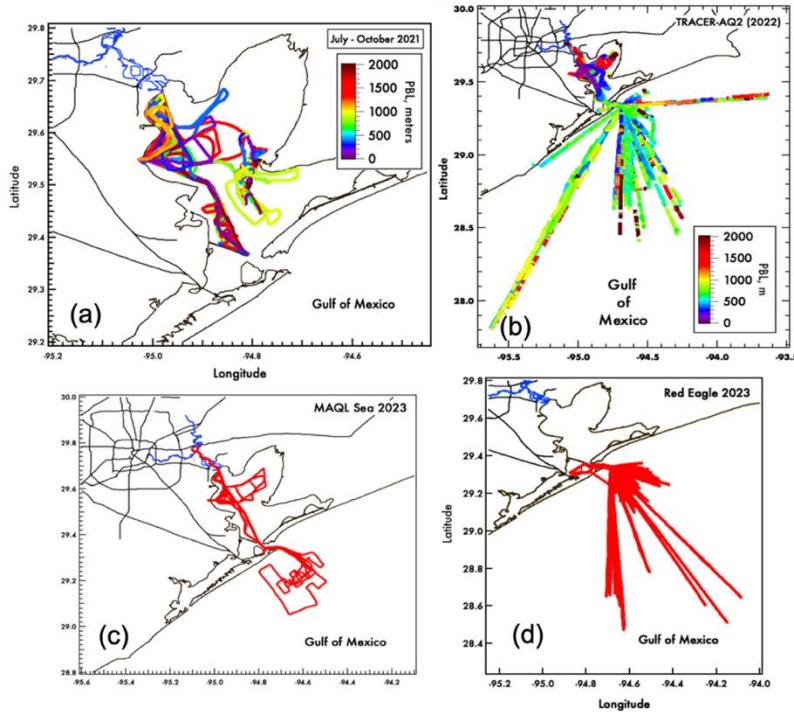 29.8
29.7
29.6
29.5
29.4
29.3
29.2
Latitude
-95.2
-95.0
-94.8
-94.6
Longitude
July - October 2021
2000
1500
1000
500
0
PBL, meters
(a)
Gulf of Mexico
30.0
29.5
29.0
28.5
28.0
Latitude
-95.5
-95.0
-94.5
-94.0
-93.5
TRACER-AQ2 (2022)
2000
1500
1000
500
0
PBL, m
(b)
Gulf
of
Mexico
30.0
29.8
29.6
29.4
29.2
29.0
28.8
Latitude
-95.6
-95.4
-95.2
-95.0
-94.8
-94.6
-94.4
-94.2
Longitude
MAQL Sea 2023
(c)
Gulf of Mexico
29.8
29.6
29.4
29.2
29.0
28.8
28.6
28.4
Latitude
-95.2
-95.0
-94.8
-94.6
-94.4
-94.2
-94.0
Longitude
Red Eagle 2023
(d)
Gulf of Mexico